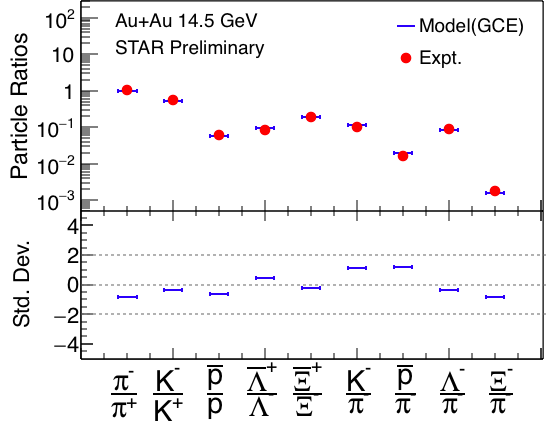 Au+Au 14.5 GeV
STAR Preliminary
Model(GCE)
Expt.
Particle Ratios
10²
10
1
10⁻¹
10⁻²
10⁻³
Std. Dev.
4
2
0
−2
−4
π⁻/π⁺ K⁻/K⁺ p̅/p Λ̅⁺/Λ⁻ Ξ̅⁺/Ξ⁻ K⁻/π⁻ p̅/π⁻ Λ⁻/π⁻ Ξ⁻/π⁻